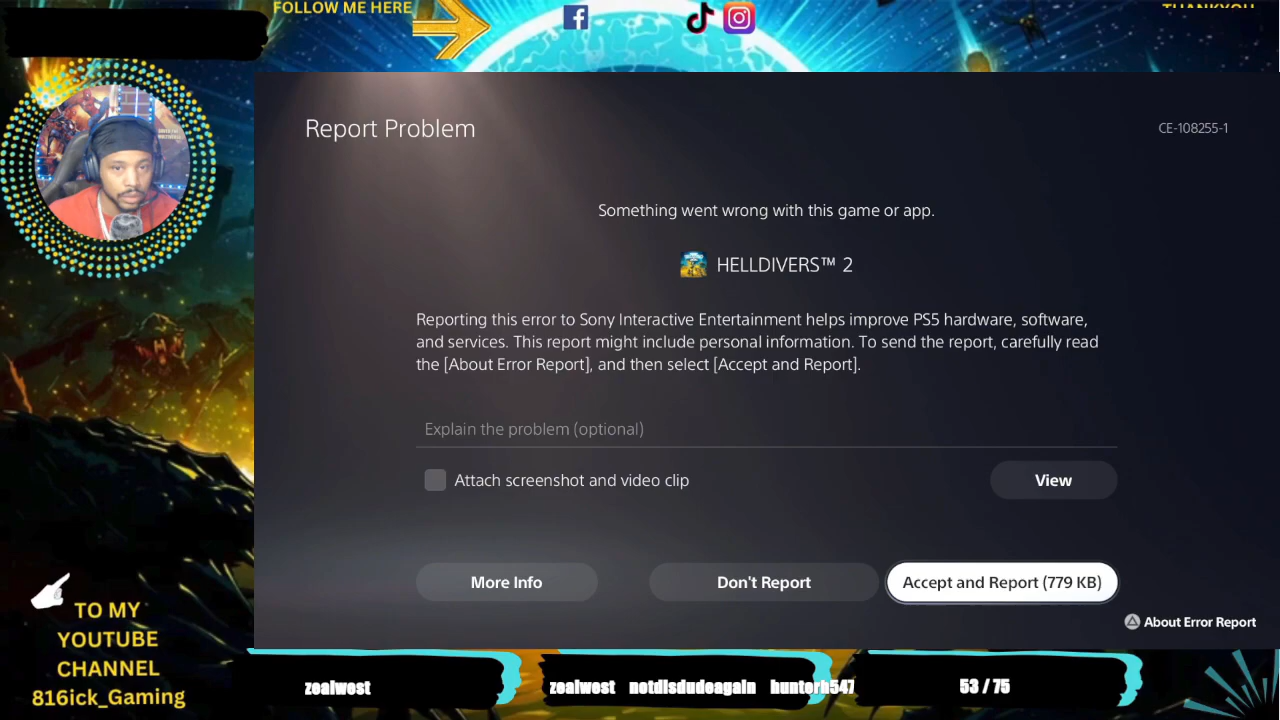 FOLLOW ME HERE
THANKYOU
Report Problem
CE-108255-1
Something went wrong with this game or app.
HELLDIVERS™ 2
Reporting this error to Sony Interactive Entertainment helps improve PS5 hardware, software,
and services. This report might include personal information. To send the report, carefully read
the [About Error Report], and then select [Accept and Report].
Explain the problem (optional)
Attach screenshot and video clip
View
More Info
Don't Report
Accept and Report (779 KB)
About Error Report
TO MY
YOUTUBE
CHANNEL
816ick_Gaming
zealwest
zealwest notdisdudeagain hunterh547
53 / 75